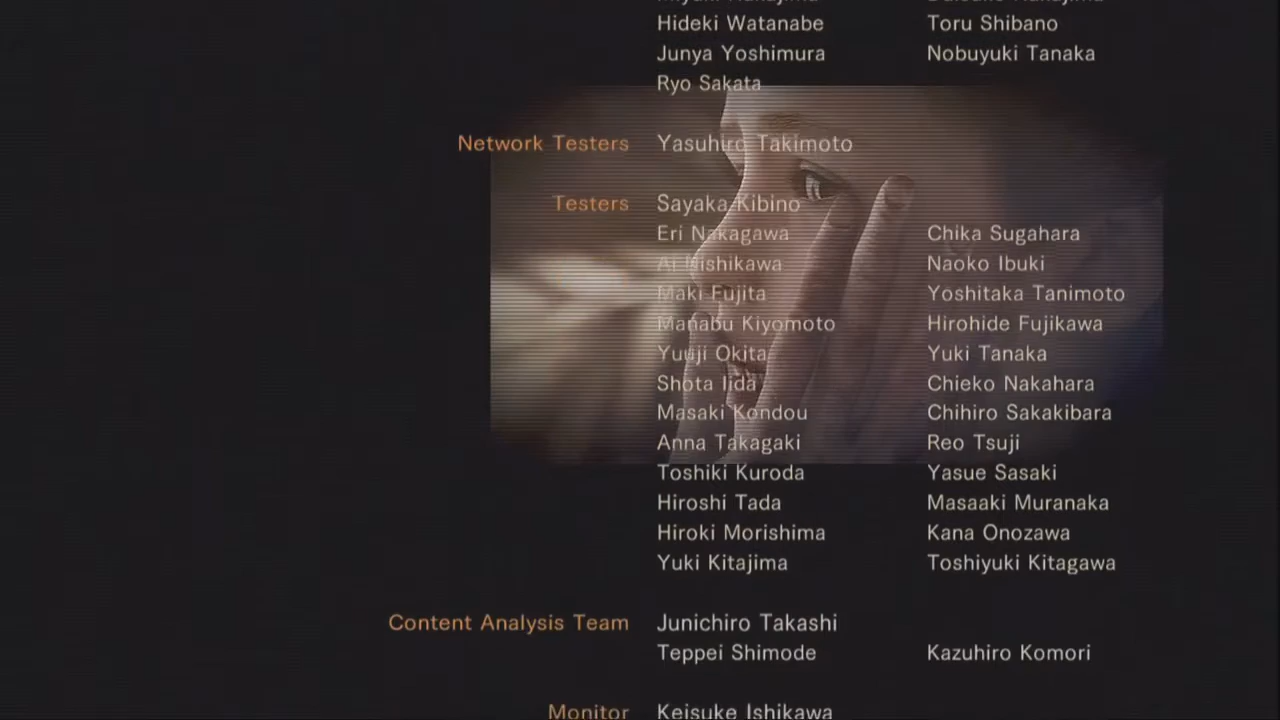 Hideki Watanabe Toru Shibano
Junya Yoshimura Nobuyuki Tanaka
Ryo Sakata
Network Testers Yasuhiro Takimoto
Testers Sayaka Kibino
Eri Nakagawa Chika Sugahara
Ai Nishikawa Naoko Ibuki
Maki Fujita Yoshitaka Tanimoto
Manabu Kiyomoto Hirohide Fujikawa
Yuuji Okita Yuki Tanaka
Shota Iida Chieko Nakahara
Masaki Kondou Chihiro Sakakibara
Anna Takagaki Reo Tsuji
Toshiki Kuroda Yasue Sasaki
Hiroshi Tada Masaaki Muranaka
Hiroki Morishima Kana Onozawa
Yuki Kitajima Toshiyuki Kitagawa
Content Analysis Team Junichiro Takashi
Teppei Shimode Kazuhiro Komori
Monitor Keisuke Ishikawa